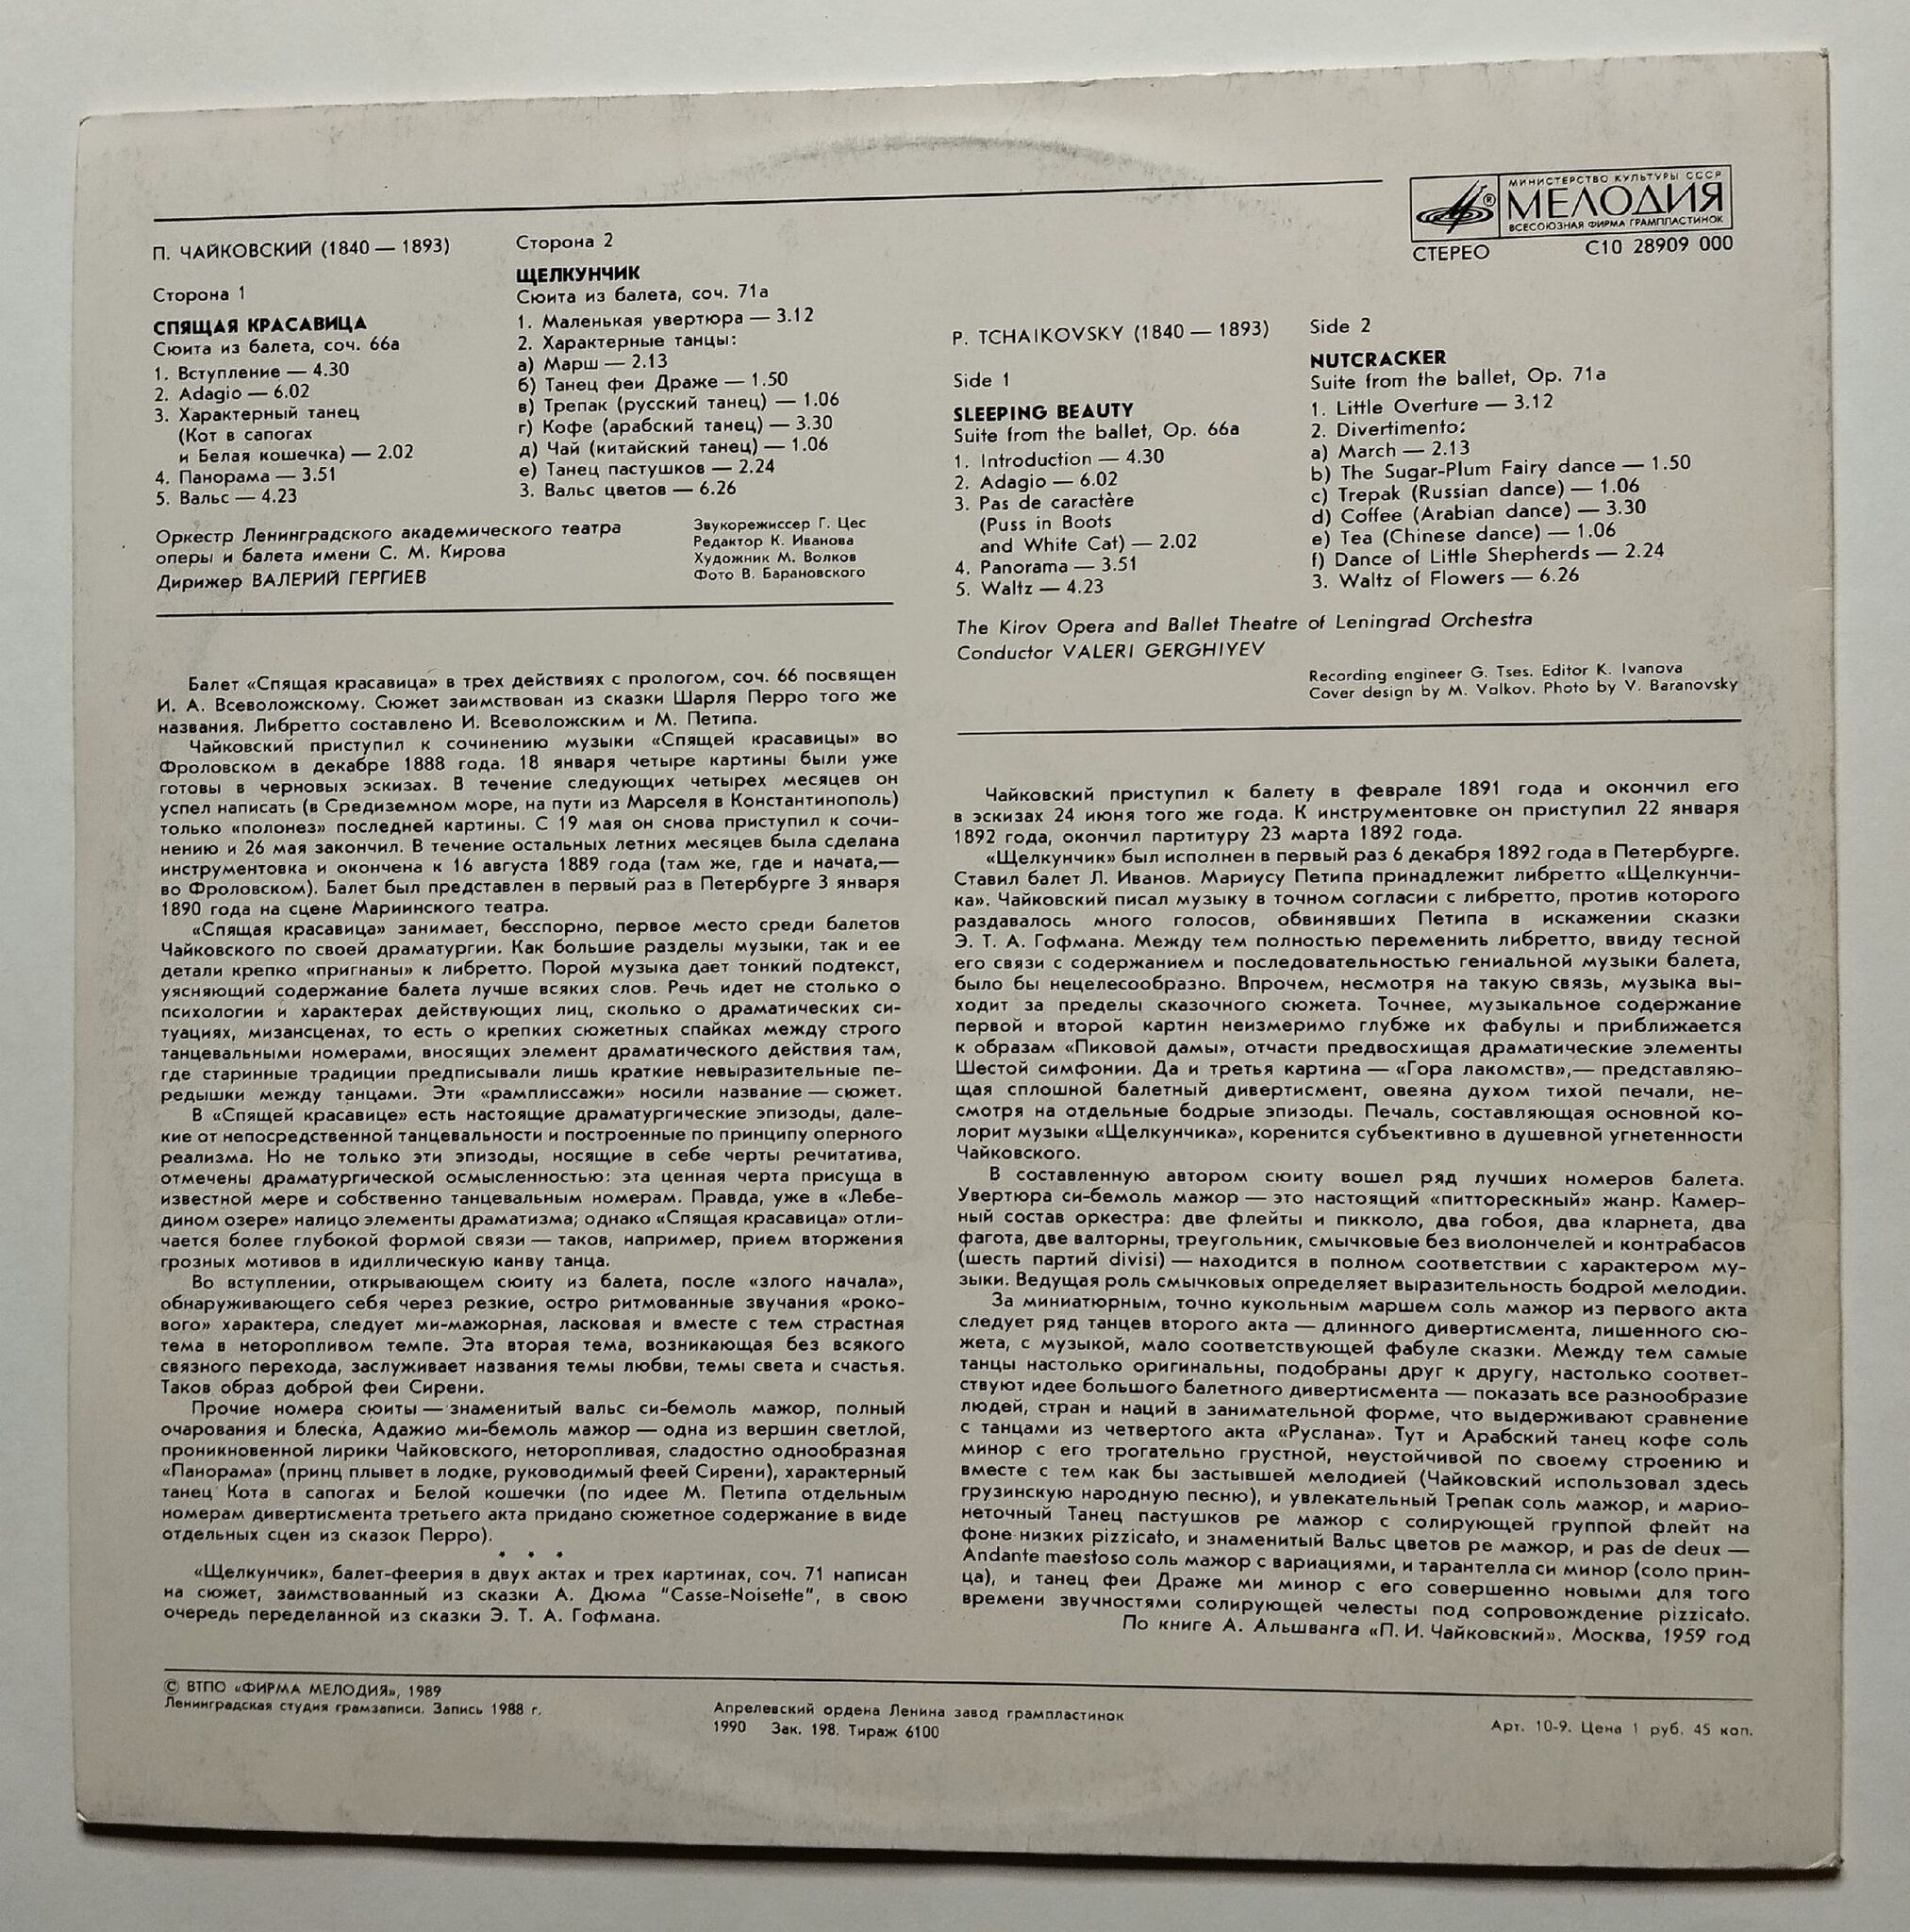 МИНИСТЕРСТВО КУЛЬТУРЫ СССР
МЕЛОДИЯ
ВСЕСОЮЗНАЯ ФИРМА ГРАМПЛАСТИНОК
СТЕРЕО С10 28909 000
П. ЧАЙКОВСКИЙ (1840 — 1893)
Сторона 1
СПЯЩАЯ КРАСАВИЦА
Сюита из балета, соч. 66а
1. Вступление — 4.30
2. Adagio — 6.02
3. Характерный танец
(Кот в сапогах
и Белая кошечка) — 2.02
4. Панорама — 3.51
5. Вальс — 4.23
Сторона 2
ЩЕЛКУНЧИК
Сюита из балета, соч. 71а
1. Маленькая увертюра — 3.12
2. Характерные танцы:
а) Марш — 2.13
б) Танец феи Драже — 1.50
в) Трепак (русский танец) — 1.06
г) Кофе (арабский танец) — 3.30
д) Чай (китайский танец) — 1.06
е) Танец пастушков — 2.24
3. Вальс цветов — 6.26
Оркестр Ленинградского академического театра
оперы и балета имени С. М. Кирова
Дирижер ВАЛЕРИЙ ГЕРГИЕВ
Звукорежиссер Г. Цес
Редактор К. Иванова
Художник М. Волков
Фото В. Барановского
P. TCHAIKOVSKY (1840 — 1893)
Side 1
SLEEPING BEAUTY
Suite from the ballet, Op. 66a
1. Introduction — 4.30
2. Adagio — 6.02
3. Pas de caractère
(Puss in Boots
and White Cat) — 2.02
4. Panorama — 3.51
5. Waltz — 4.23
Side 2
NUTCRACKER
Suite from the ballet, Op. 71a
1. Little Overture — 3.12
2. Divertimento:
a) March — 2.13
b) The Sugar-Plum Fairy dance — 1.50
c) Trepak (Russian dance) — 1.06
d) Coffee (Arabian dance) — 3.30
e) Tea (Chinese dance) — 1.06
f) Dance of Little Shepherds — 2.24
3. Waltz of Flowers — 6.26
The Kirov Opera and Ballet Theatre of Leningrad Orchestra
Conductor VALERI GERGHIYEV
Recording engineer G. Tses. Editor K. Ivanova
Cover design by M. Volkov. Photo by V. Baranovsky
Балет «Спящая красавица» в трех действиях с прологом, соч. 66 посвящен
И. А. Всеволожскому. Сюжет заимствован из сказки Шарля Перро того же
названия. Либретто составлено И. Всеволожским и М. Петипа.
Чайковский приступил к сочинению музыки «Спящей красавицы» во
Фроловском в декабре 1888 года. 18 января четыре картины были уже
готовы в черновых эскизах. В течение следующих четырех месяцев он
успел написать (в Средиземном море, на пути из Марселя в Константинополь)
только «полонез» последней картины. С 19 мая он снова приступил к сочи-
нению и 26 мая закончил. В течение остальных летних месяцев была сделана
инструментовка и окончена к 16 августа 1889 года (там же, где и начата,—
во Фроловском). Балет был представлен в первый раз в Петербурге 3 января
1890 года на сцене Мариинского театра.
«Спящая красавица» занимает, бесспорно, первое место среди балетов
Чайковского по своей драматургии. Как большие разделы музыки, так и ее
детали крепко «пригнаны» к либретто. Порой музыка дает тонкий подтекст,
уясняющий содержание балета лучше всяких слов. Речь идет не столько о
психологии и характерах действующих лиц, сколько о драматических си-
туациях, мизансценах, то есть о крепких сюжетных спайках между строго
танцевальными номерами, вносящих элемент драматического действия там,
где старинные традиции предписывали лишь краткие невыразительные пе-
редышки между танцами. Эти «рамплиссажи» носили название — сюжет.
В «Спящей красавице» есть настоящие драматургические эпизоды, дале-
кие от непосредственной танцевальности и построенные по принципу оперного
реализма. Но не только эти эпизоды, носящие в себе черты речитатива,
отмечены драматургической осмысленностью: эта ценная черта присуща в
известной мере и собственно танцевальным номерам. Правда, уже в «Лебе-
дином озере» налицо элементы драматизма; однако «Спящая красавица» отли-
чается более глубокой формой связи — таков, например, прием вторжения
грозных мотивов в идиллическую канву танца.
Во вступлении, открывающем сюиту из балета, после «злого начала»,
обнаруживающего себя через резкие, остро ритмованные звучания «роко-
вого» характера, следует ми-мажорная, ласковая и вместе с тем страстная
тема в неторопливом темпе. Эта вторая тема, возникающая без всякого
связного перехода, заслуживает названия темы любви, темы света и счастья.
Таков образ доброй феи Сирени.
Прочие номера сюиты — знаменитый вальс си-бемоль мажор, полный
очарования и блеска, Адажио ми-бемоль мажор — одна из вершин светлой,
проникновенной лирики Чайковского, неторопливая, сладостно однообразная
«Панорама» (принц плывет в лодке, руководимый феей Сирени), характерный
танец Кота в сапогах и Белой кошечки (по идее М. Петипа отдельным
номерам дивертисмента третьего акта придано сюжетное содержание в виде
отдельных сцен из сказок Перро).
* * *
«Щелкунчик», балет-феерия в двух актах и трех картинах, соч. 71 написан
на сюжет, заимствованный из сказки А. Дюма "Casse-Noisette", в свою
очередь переделанной из сказки Э. Т. А. Гофмана.
Чайковский приступил к балету в феврале 1891 года и окончил его
в эскизах 24 июня того же года. К инструментовке он приступил 22 января
1892 года, окончил партитуру 23 марта 1892 года.
«Щелкунчик» был исполнен в первый раз 6 декабря 1892 года в Петербурге.
Ставил балет Л. Иванов. Мариусу Петипа принадлежит либретто «Щелкунчи-
ка». Чайковский писал музыку в точном согласии с либретто, против которого
раздавалось много голосов, обвинявших Петипа в искажении сказки
Э. Т. А. Гофмана. Между тем полностью переменить либретто, ввиду тесной
его связи с содержанием и последовательностью гениальной музыки балета,
было бы нецелесообразно. Впрочем, несмотря на такую связь, музыка вы-
ходит за пределы сказочного сюжета. Точнее, музыкальное содержание
первой и второй картин неизмеримо глубже их фабулы и приближается
к образам «Пиковой дамы», отчасти предвосхищая драматические элементы
Шестой симфонии. Да и третья картина — «Гора лакомств»,— представляю-
щая сплошной балетный дивертисмент, овеяна духом тихой печали, не-
смотря на отдельные бодрые эпизоды. Печаль, составляющая основной ко-
лорит музыки «Щелкунчика», коренится субъективно в душевной угнетенности
Чайковского.
В составленную автором сюиту вошел ряд лучших номеров балета.
Увертюра си-бемоль мажор — это настоящий «питторескный» жанр. Камер-
ный состав оркестра: две флейты и пикколо, два гобоя, два кларнета, два
фагота, две валторны, треугольник, смычковые без виолончелей и контрабасов
(шесть партий divisi) — находится в полном соответствии с характером му-
зыки. Ведущая роль смычковых определяет выразительность бодрой мелодии.
За миниатюрным, точно кукольным маршем соль мажор из первого акта
следует ряд танцев второго акта — длинного дивертисмента, лишенного сю-
жета, с музыкой, мало соответствующей фабуле сказки. Между тем самые
танцы настолько оригинальны, подобраны друг к другу, настолько соответ-
ствуют идее большого балетного дивертисмента — показать все разнообразие
людей, стран и наций в занимательной форме, что выдерживают сравнение
с танцами из четвертого акта «Руслана». Тут и Арабский танец кофе соль
минор с его трогательно грустной, неустойчивой по своему строению и
вместе с тем как бы застывшей мелодией (Чайковский использовал здесь
грузинскую народную песню), и увлекательный Трепак соль мажор, и марио-
неточный Танец пастушков ре мажор с солирующей группой флейт на
фоне низких pizzicato, и знаменитый Вальс цветов ре мажор, и pas de deux —
Andante maestoso соль мажор с вариациями, и тарантелла си минор (соло прин-
ца), и танец феи Драже ми минор с его совершенно новыми для того
времени звучностями солирующей челесты под сопровождение pizzicato.
По книге А. Альшванга «П. И. Чайковский». Москва, 1959 год
© ВТПО «ФИРМА МЕЛОДИЯ», 1989
Ленинградская студия грамзаписи. Запись 1988 г.
Апрелевский ордена Ленина завод грампластинок
1990 Зак. 198. Тираж 6100
Арт. 10-9. Цена 1 руб. 45 коп.